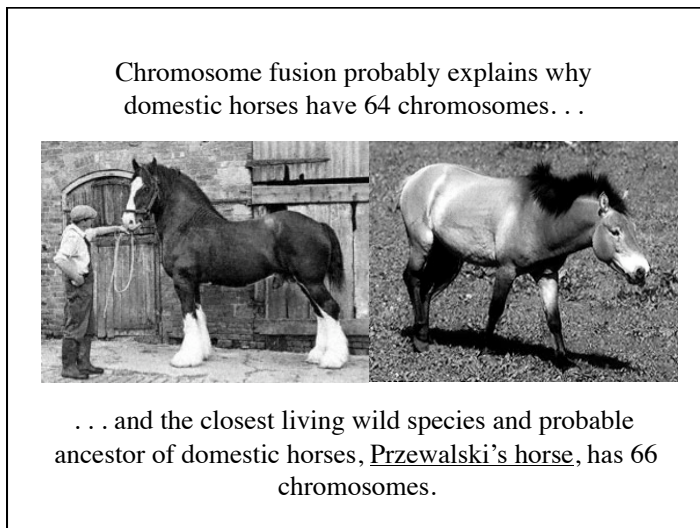 Chromosome fusion probably explains why
domestic horses have 64 chromosomes. . .
. . . and the closest living wild species and probable
ancestor of domestic horses, Przewalski’s horse, has 66
chromosomes.